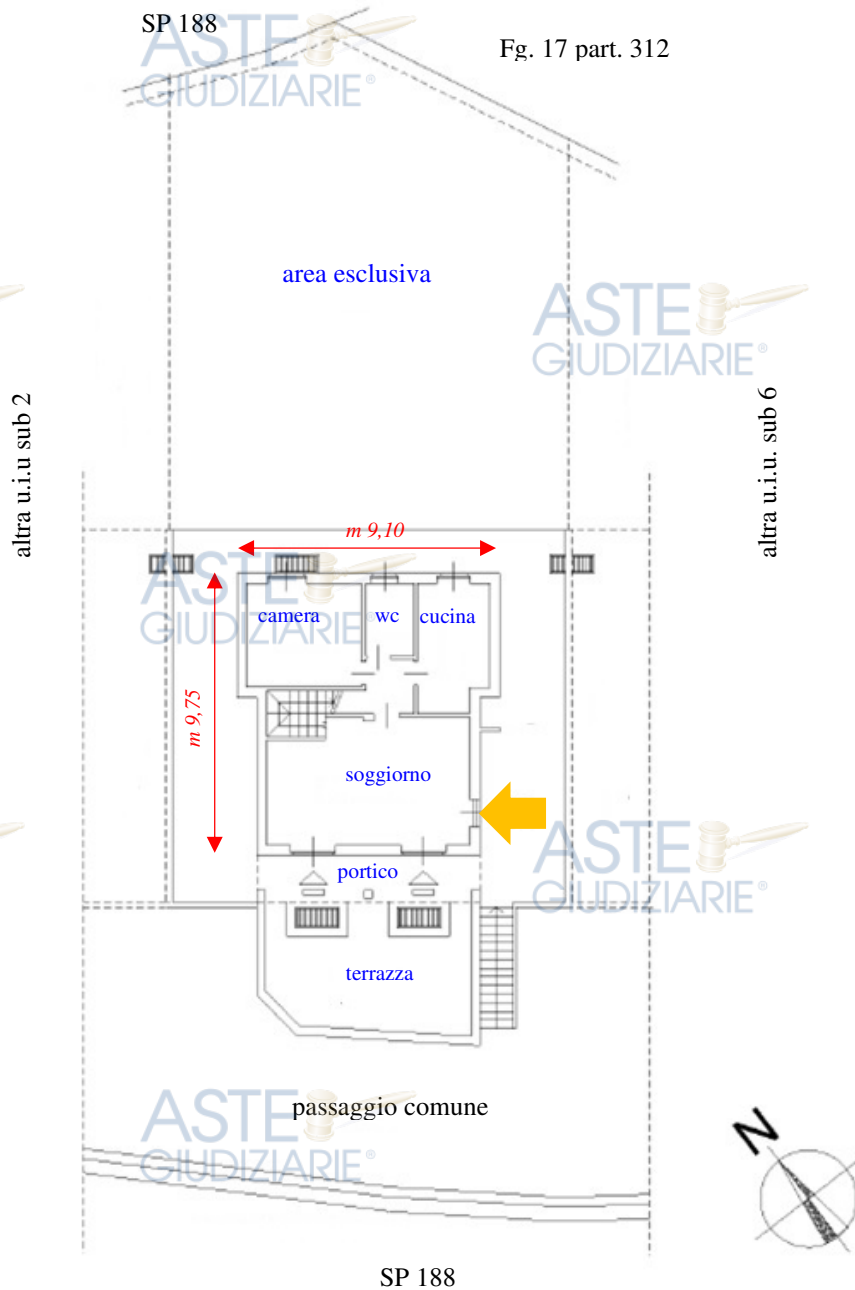 SP 188
Fg. 17 part. 312
ASTE
GIUDIZIARIE®
area esclusiva
ASTE
GIUDIZIARIE®
altra u.i.u sub 2
altra u.i.u. sub 6
m 9,10
ASTE
GIUDIZIARIE®
camera
wc
cucina
m 9,75
soggiorno
portico
ASTE
GIUDIZIARIE®
terrazza
passaggio comune
ASTE
GIUDIZIARIE®
N
SP 188